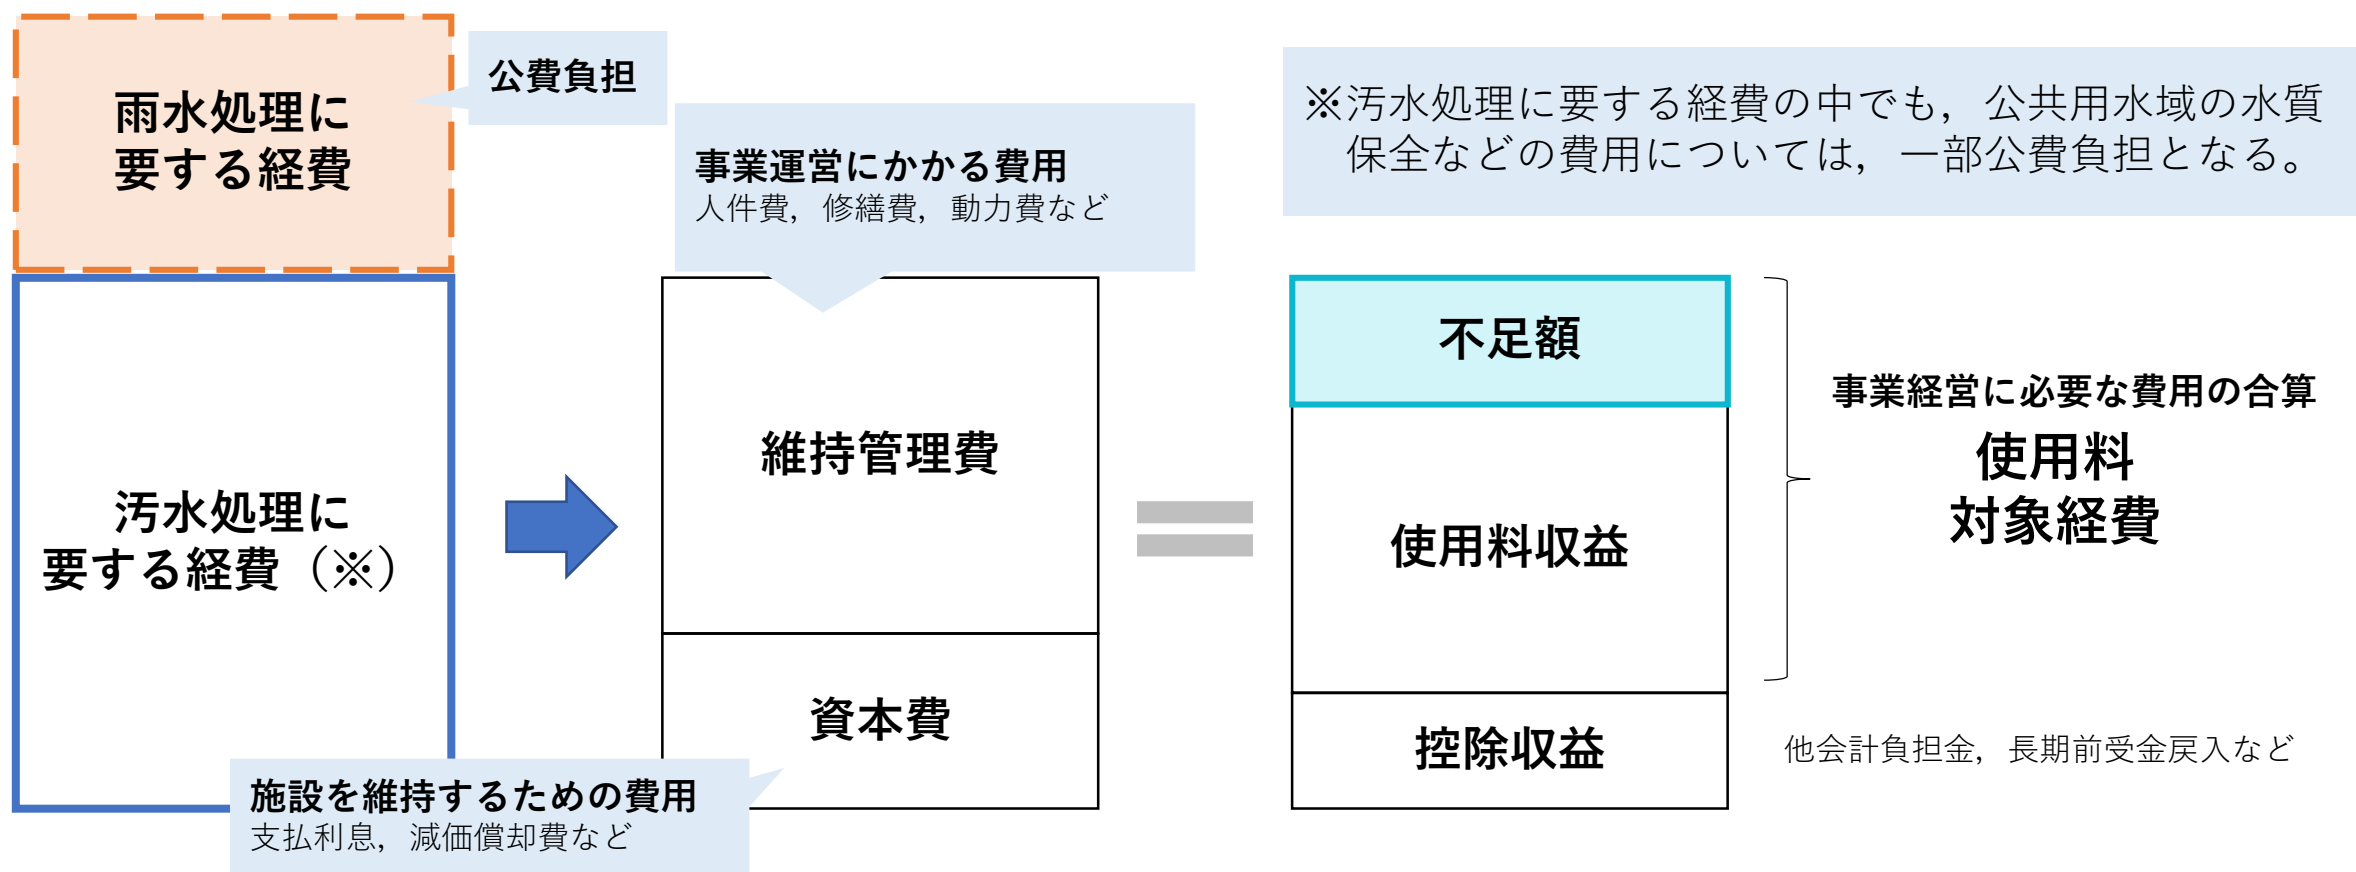 雨水処理に
要する経費
公費負担
事業運営にかかる費用
人件費，修繕費，動力費など
※汚水処理に要する経費の中でも，公共用水域の水質
保全などの費用については，一部公費負担となる。
汚水処理に
要する経費（※）
維持管理費
資本費
施設を維持するための費用
支払利息，減価償却費など
不足額
使用料収益
控除収益
事業経営に必要な費用の合算
使用料
対象経費
他会計負担金，長期前受金戻入など